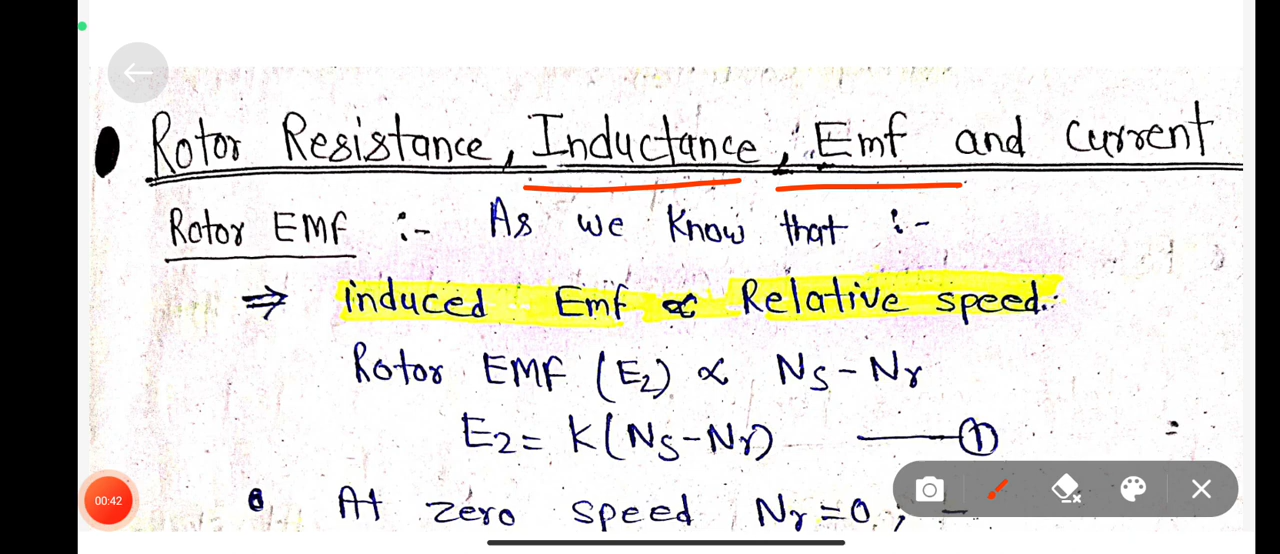 Rotor Resistance, Inductance, Emf and Current
Rotor EMF :- As we Know that :-
⇒ induced Emf ∝ Relative speed.
Rotor EMF (E₂) ∝ Ns - Nr
E₂ = K(Ns - Nr) —— ①
At zero speed Nr = 0 ;
00:42